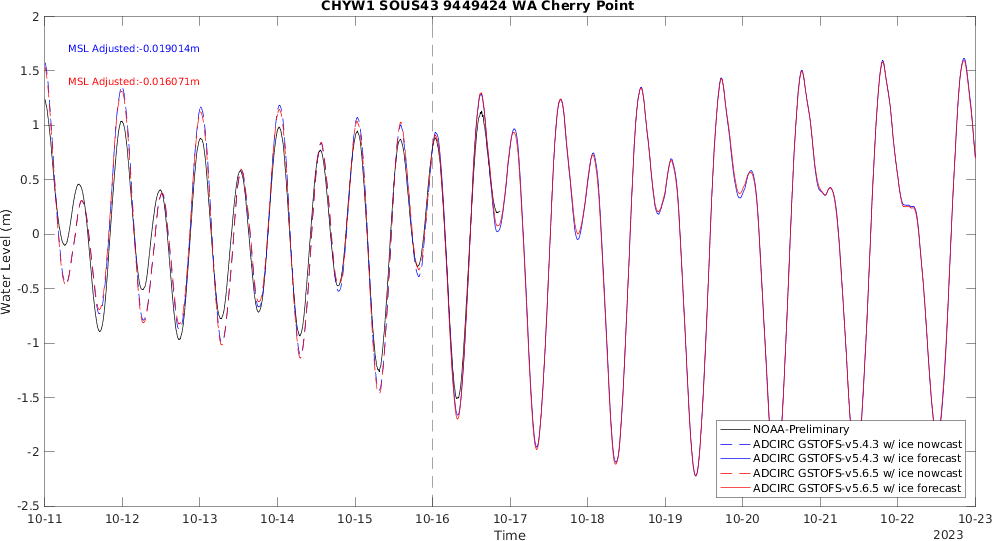 CHYW1 SOUS43 9449424 WA Cherry Point
MSL Adjusted:-0.019014m
MSL Adjusted:-0.016071m
Water Level (m)
2
1.5
1
0.5
0
-0.5
-1
-1.5
-2
-2.5
NOAA-Preliminary
ADCIRC GSTOFS-v5.4.3 w/ ice nowcast
ADCIRC GSTOFS-v5.4.3 w/ ice forecast
ADCIRC GSTOFS-v5.6.5 w/ ice nowcast
ADCIRC GSTOFS-v5.6.5 w/ ice forecast
10-11 10-12 10-13 10-14 10-15 10-16 10-17 10-18 10-19 10-20 10-21 10-22 10-23
Time
2023